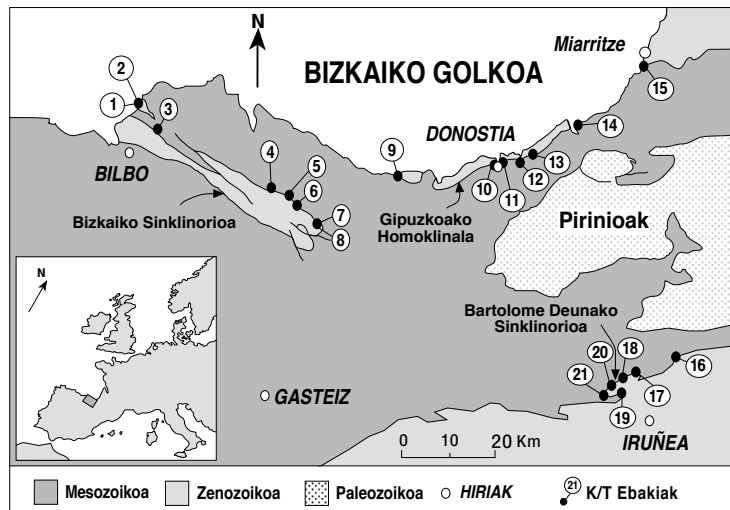 N
Miarritze
BIZKAIKO GOLKOA
2
1
3
15
14
DONOSTIA
9
4
5
6
7
8
10
11
12
13
BILBO
Bizkaiko Sinklinorioa
Gipuzkoako
Homoklinala
Pirinioak
N
Bartolome Deunako
Sinklinorioa
20
18
16
21
17
19
GASTEIZ
IRUÑEA
0 10 20 Km
Mesozoikoa Zenozoikoa Paleozoikoa HIRIAK 21 K/T Ebakiak